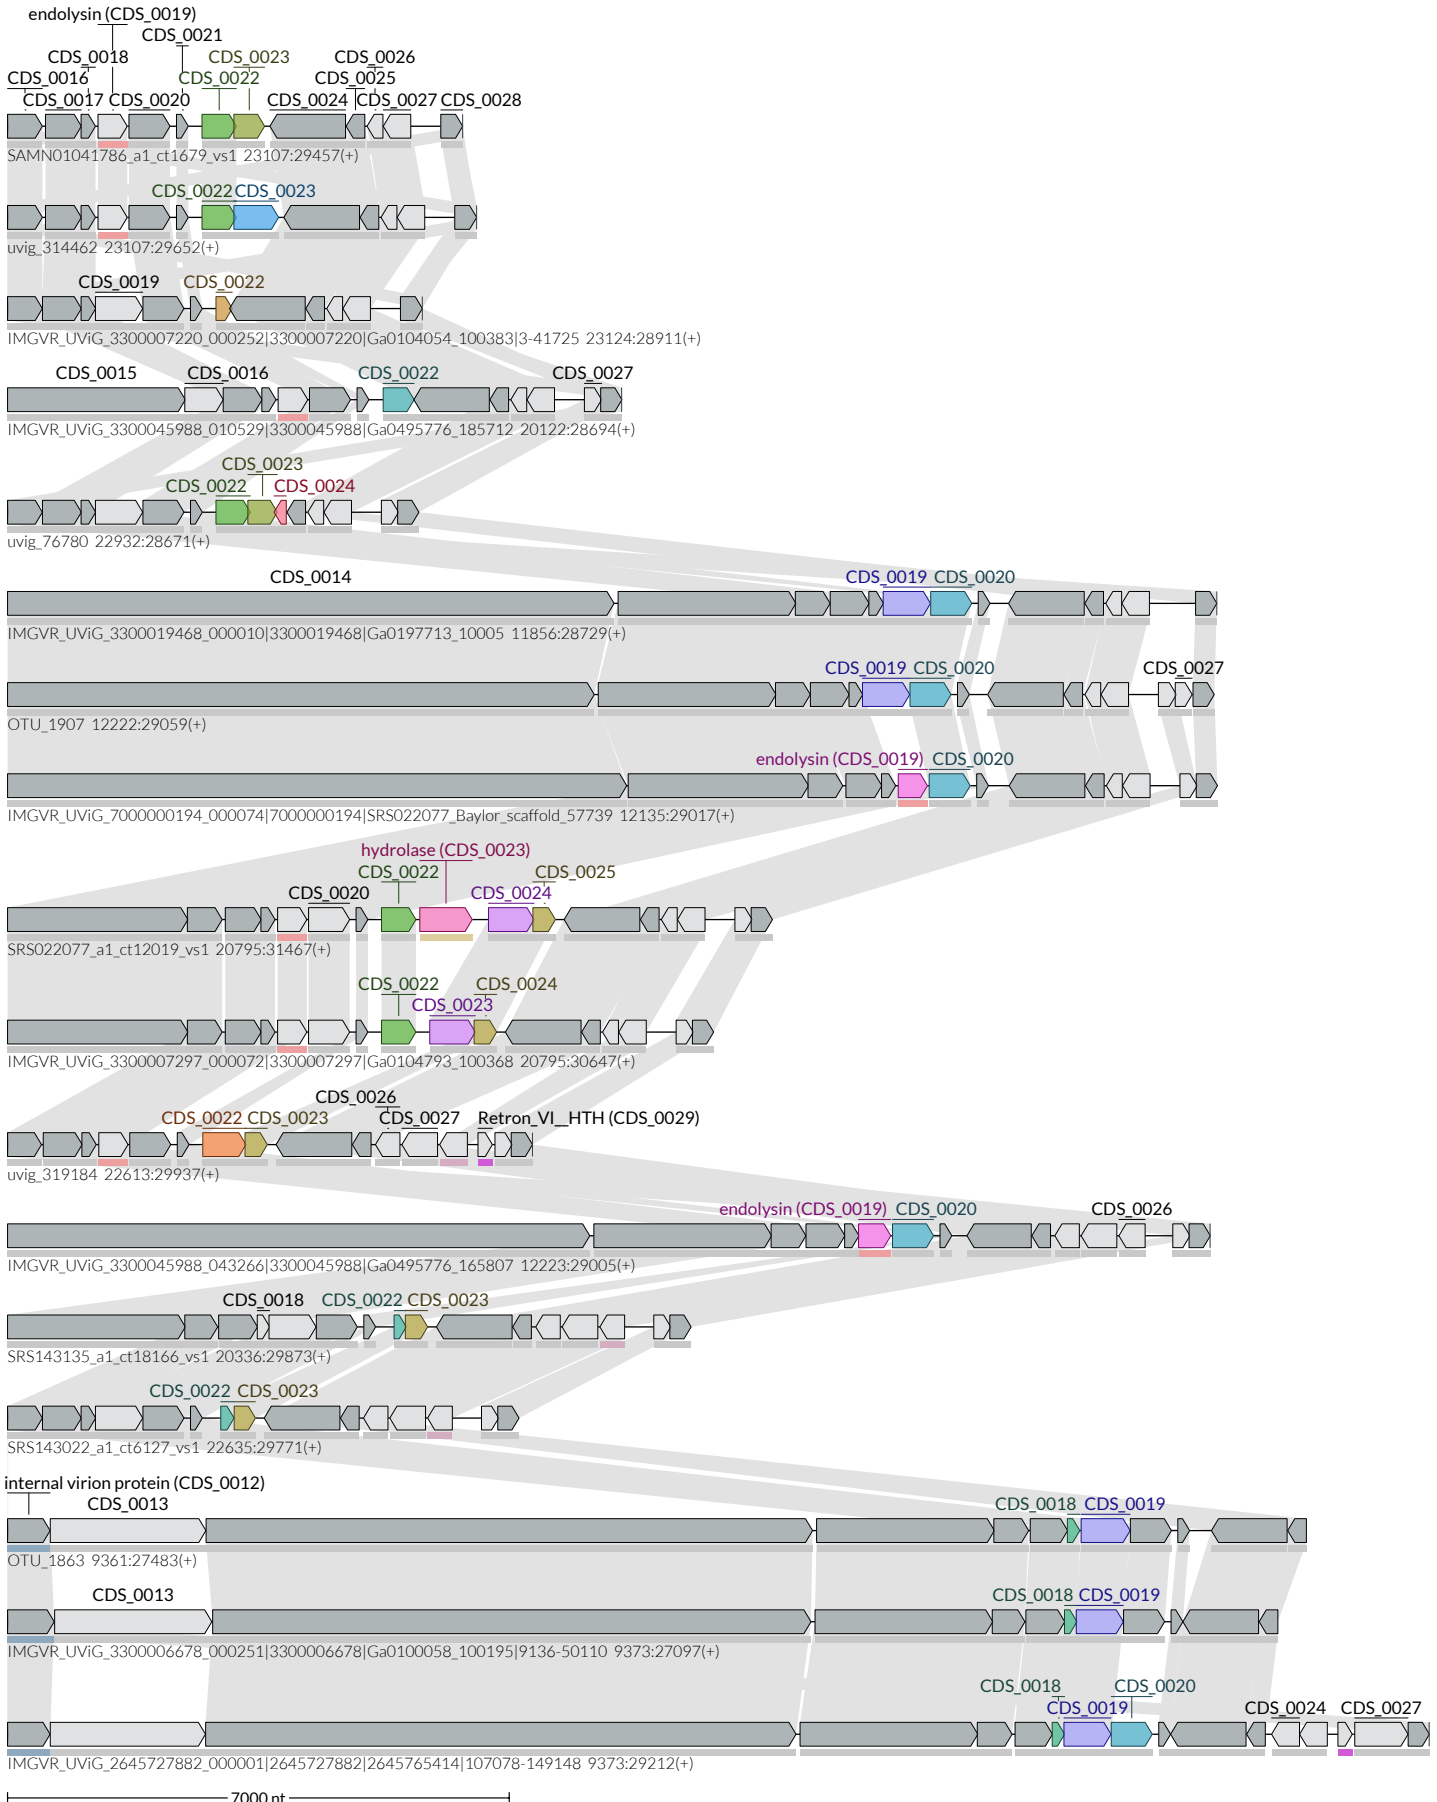 endolysin (CDS_0019)
CDS_0021
CDS_0018 CDS_0023 CDS_0026
CDS_0016 CDS_0022 CDS_0025
CDS_0017 CDS_0020 CDS_0024 CDS_0027 CDS_0028
SAMN01041786_a1_ct1679_vs1 23107:29457(+)
CDS_0022 CDS_0023
uvig_314462 23107:29652(+)
CDS_0019 CDS_0022
IMGVR_UViG_3300007220_000252|3300007220|Ga0104054_100383|3-41725 23124:28911(+)
CDS_0015 CDS_0016 CDS_0022 CDS_0027
IMGVR_UViG_3300045988_010529|3300045988|Ga0495776_185712 20122:28694(+)
CDS_0023
CDS_0022 CDS_0024
uvig_76780 22932:28671(+)
CDS_0014 CDS_0019 CDS_0020
IMGVR_UViG_3300019468_000010|3300019468|Ga0197713_10005 11856:28729(+)
CDS_0019 CDS_0020 CDS_0027
OTU_1907 12222:29059(+)
endolysin (CDS_0019) CDS_0020
IMGVR_UViG_7000000194_000074|7000000194|SRS022077_Baylor_scaffold_57739 12135:29017(+)
hydrolase (CDS_0023)
CDS_0022 CDS_0025
CDS_0020 CDS_0024
SRS022077_a1_ct12019_vs1 20795:31467(+)
CDS_0022 CDS_0024
CDS_0023
IMGVR_UViG_3300007297_000072|3300007297|Ga0104793_100368 20795:30647(+)
CDS_0026
CDS_0022 CDS_0023 CDS_0027 Retron_VI__HTH (CDS_0029)
uvig_319184 22613:29937(+)
endolysin (CDS_0019) CDS_0020 CDS_0026
IMGVR_UViG_3300045988_043266|3300045988|Ga0495776_165807 12223:29005(+)
CDS_0018 CDS_0022 CDS_0023
SRS143135_a1_ct18166_vs1 20336:29873(+)
CDS_0022 CDS_0023
SRS143022_a1_ct6127_vs1 22635:29771(+)
internal virion protein (CDS_0012)
CDS_0013 CDS_0018 CDS_0019
OTU_1863 9361:27483(+)
CDS_0013 CDS_0018 CDS_0019
IMGVR_UViG_3300006678_000251|3300006678|Ga0100058_100195|9136-50110 9373:27097(+)
CDS_0018 CDS_0020
CDS_0019 CDS_0024 CDS_0027
IMGVR_UViG_2645727882_000001|2645727882|2645765414|107078-149148 9373:29212(+)
7000 nt